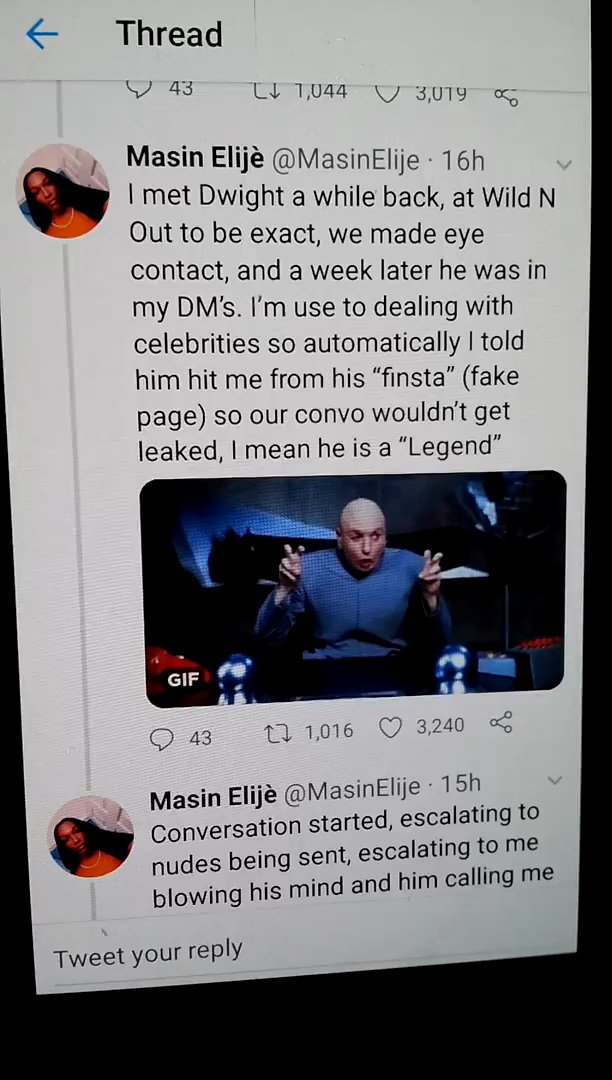 Thread
43 1,044 3,019
Masin Elijè @MasinElije · 16h
I met Dwight a while back, at Wild N
Out to be exact, we made eye
contact, and a week later he was in
my DM's. I'm use to dealing with
celebrities so automatically I told
him hit me from his “finsta” (fake
page) so our convo wouldn't get
leaked, I mean he is a “Legend”
GIF
43 1,016 3,240
Masin Elijè @MasinElije · 15h
Conversation started, escalating to
nudes being sent, escalating to me
blowing his mind and him calling me
Tweet your reply